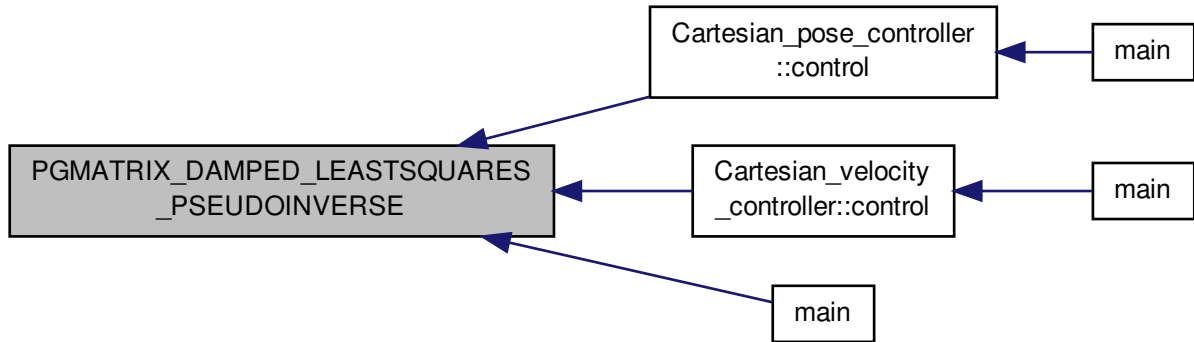 Cartesian_pose_controller
::control
main
PGMATRIX_DAMPED_LEASTSQUARES
_PSEUDOINVERSE
Cartesian_velocity
_controller::control
main
main